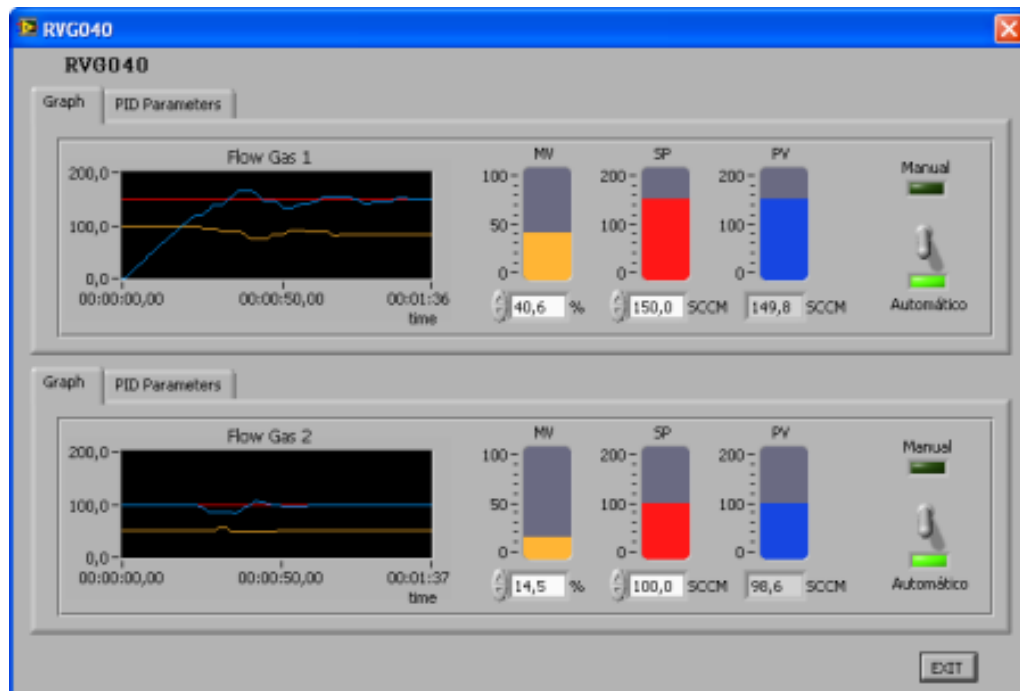 RVG040
RVG040
Graph PID Parameters
Flow Gas 1 MV SP PV
Manual
200,0 100 200 200
100,0 50 100 100
0,0 0 0 0
00:00:00,00 00:00:50,00 00:01:36
time
40,6 % 150,0 SCCM 149,8 SCCM
Automático
Graph PID Parameters
Flow Gas 2 MV SP PV
Manual
200,0 100 200 200
100,0 50 100 100
0,0 0 0 0
00:00:00,00 00:00:50,00 00:01:37
time
14,5 % 100,0 SCCM 98,6 SCCM
Automático
EXIT